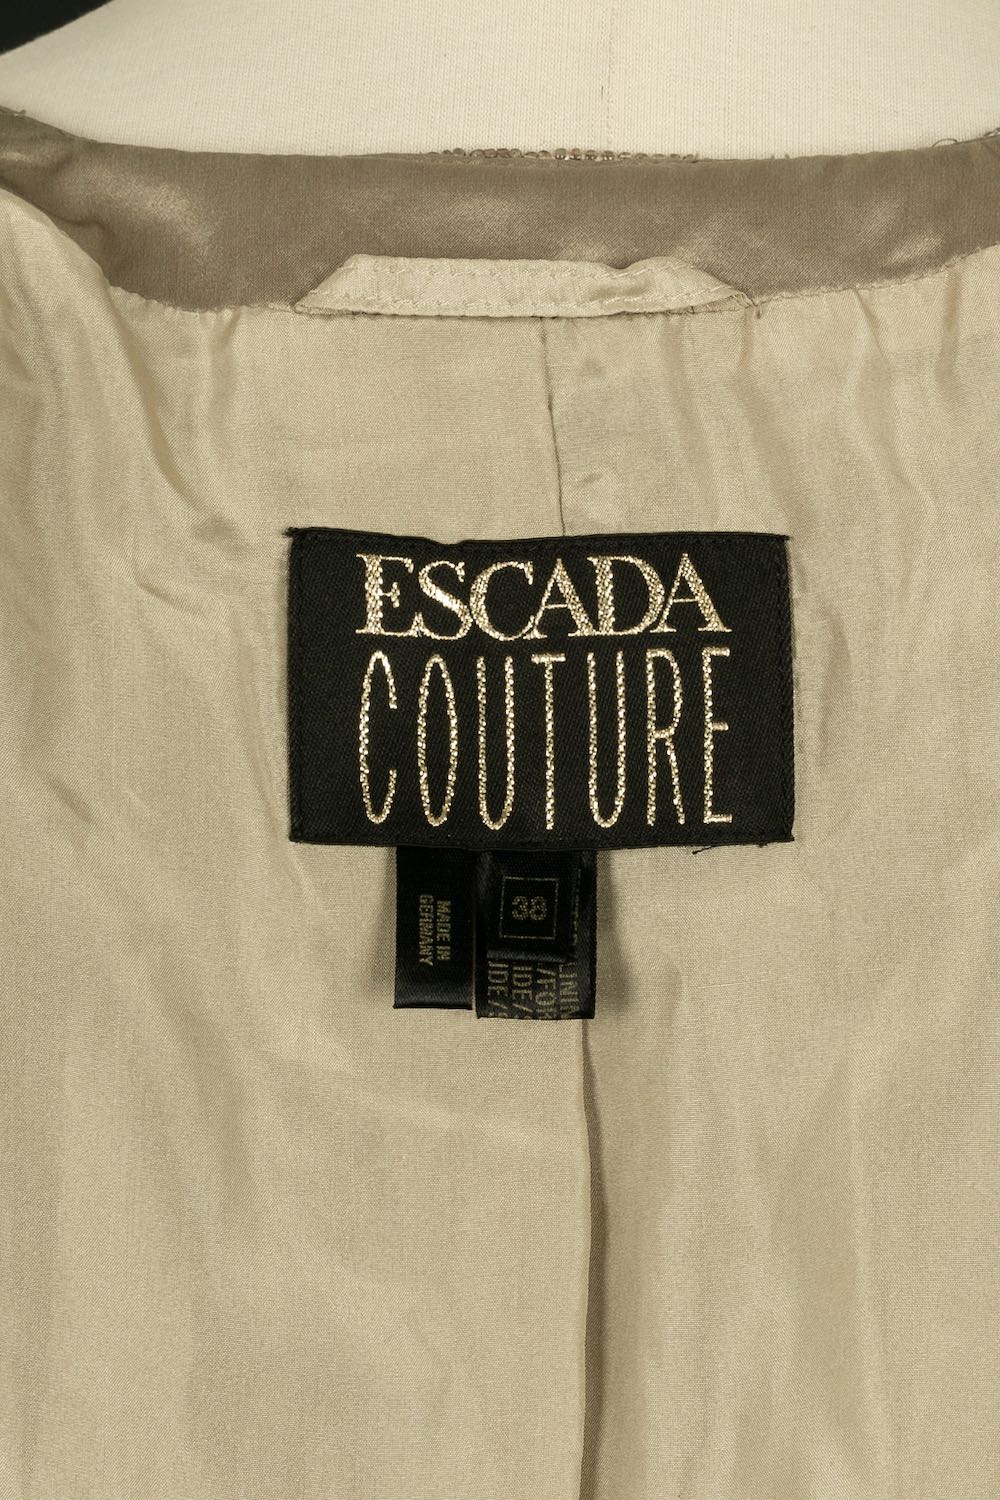 ESCADA
COUTURE
MADE IN
GERMANY
38